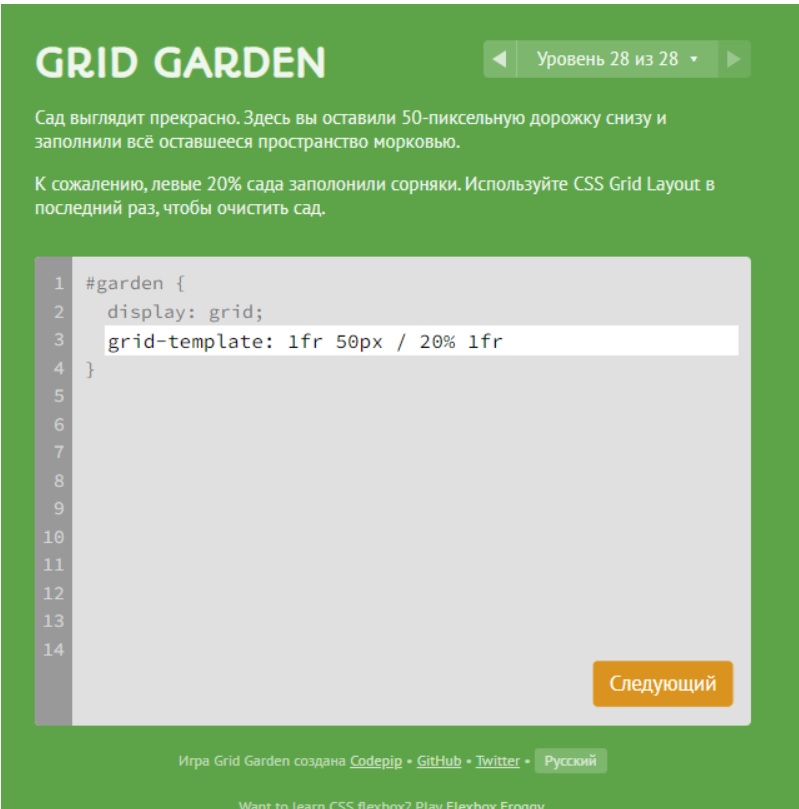 GRID GARDEN
Уровень 28 из 28
Сад выглядит прекрасно. Здесь вы оставили 50-пиксельную дорожку снизу и
заполнили всё оставшееся пространство морковью.
К сожалению, левые 20% сада заполонили сорняки. Используйте CSS Grid Layout в
последний раз, чтобы очистить сад.
1 #garden {
2 display: grid;
3 grid-template: 1fr 50px / 20% 1fr
4 }
5
6
7
8
9
10
11
12
13
14
Следующий
Игра Grid Garden создана Codepip • GitHub • Twitter • Русский
Want to learn CSS flexbox? Play Flexbox Froggy.